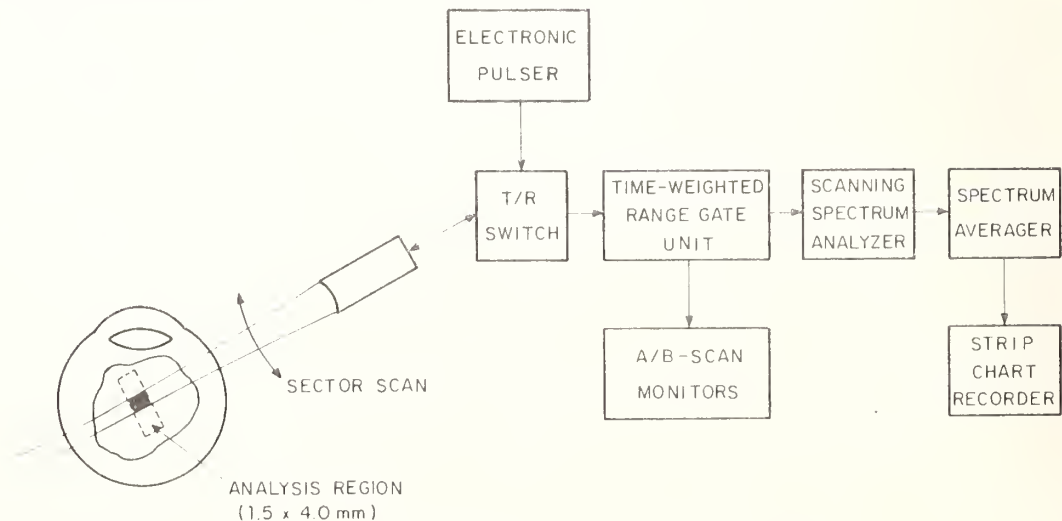 ELECTRONIC
PULSER
T/R
SWITCH
TIME-WEIGHTED
RANGE GATE
UNIT
SCANNING
SPECTRUM
ANALYZER
SPECTRUM
AVERAGER
A/B-SCAN
MONITORS
STRIP
CHART
RECORDER
SECTOR SCAN
ANALYSIS REGION
(1.5 x 4.0 mm)